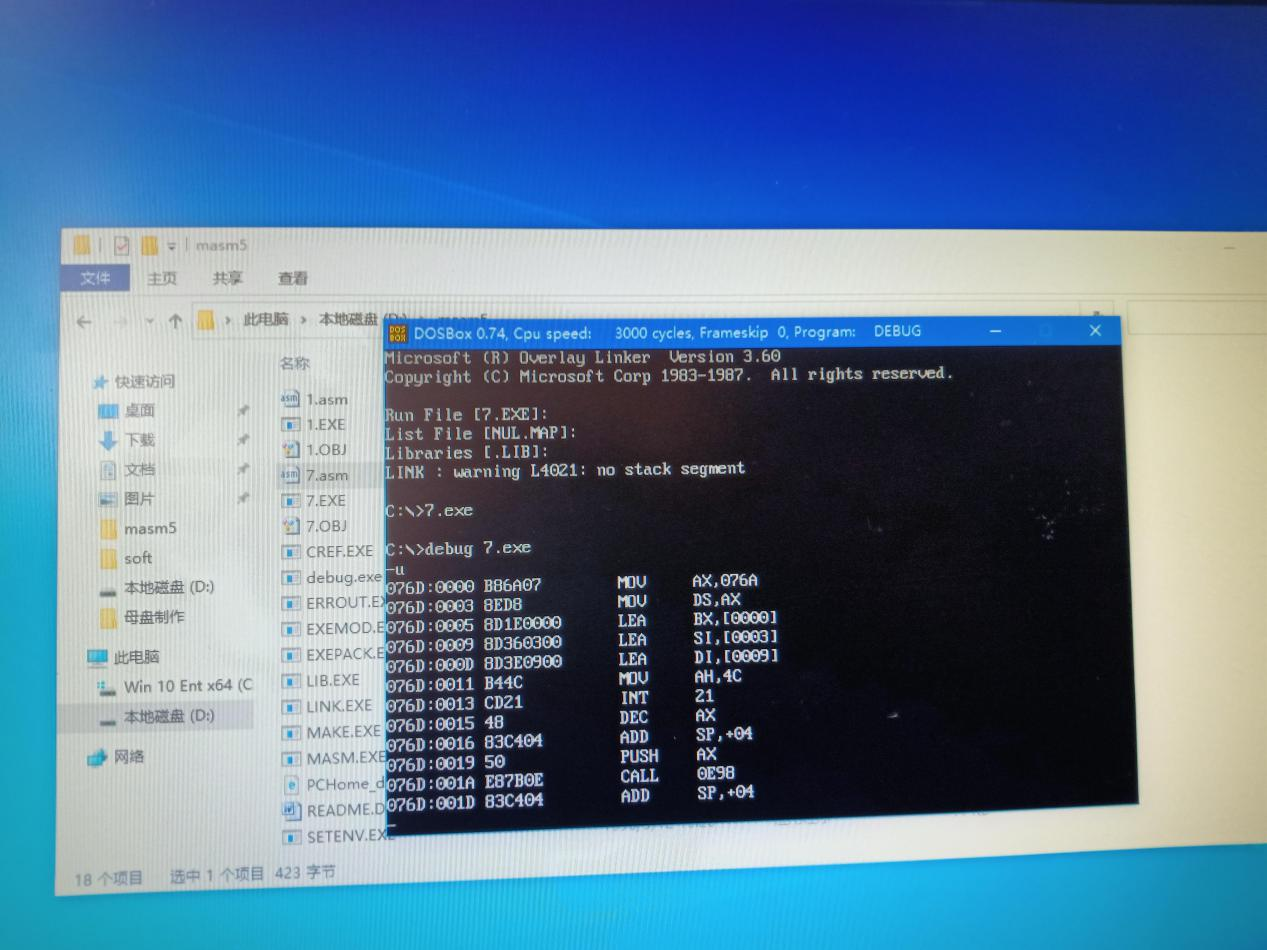 masm5
文件 主页 共享 查看
此电脑 本地磁盘
DOSBox 0.74, Cpu speed: 3000 cycles, Frameskip 0, Program: DEBUG
名称
快速访问
桌面
下载
文档
图片
masm5
soft
本地磁盘 (D:)
母盘制作
此电脑
Win 10 Ent x64 (C
本地磁盘 (D:)
网络
1.asm
1.EXE
1.OBJ
7.asm
7.EXE
7.OBJ
CREF.EXE
debug.exe
ERROUT.EX
EXEMOD.E
EXEPACK.E
LIB.EXE
LINK.EXE
MAKE.EXE
MASM.EXE
PCHome_d
README.D
SETENV.EXE
Microsoft (R) Overlay Linker Version 3.60
Copyright (C) Microsoft Corp 1983-1987. All rights reserved.
Run File [7.EXE]:
List File [NUL.MAP]:
Libraries [.LIB]:
LINK : warning L4021: no stack segment
C:\>7.exe
C:\>debug 7.exe
-u
076D:0000 B86A07 MOV AX,076A
076D:0003 8ED8 MOV DS,AX
076D:0005 8D1E0000 LEA BX,[0000]
076D:0009 8D360300 LEA SI,[0003]
076D:000D 8D3E0900 LEA DI,[0009]
076D:0011 B44C MOV AH,4C
076D:0013 CD21 INT 21
076D:0015 48 DEC AX
076D:0016 83C404 ADD SP,+04
076D:0019 50 PUSH AX
076D:001A E87B0E CALL 0E98
076D:001D 83C404 ADD SP,+04
18 个项目 选中 1 个项目 423 字节